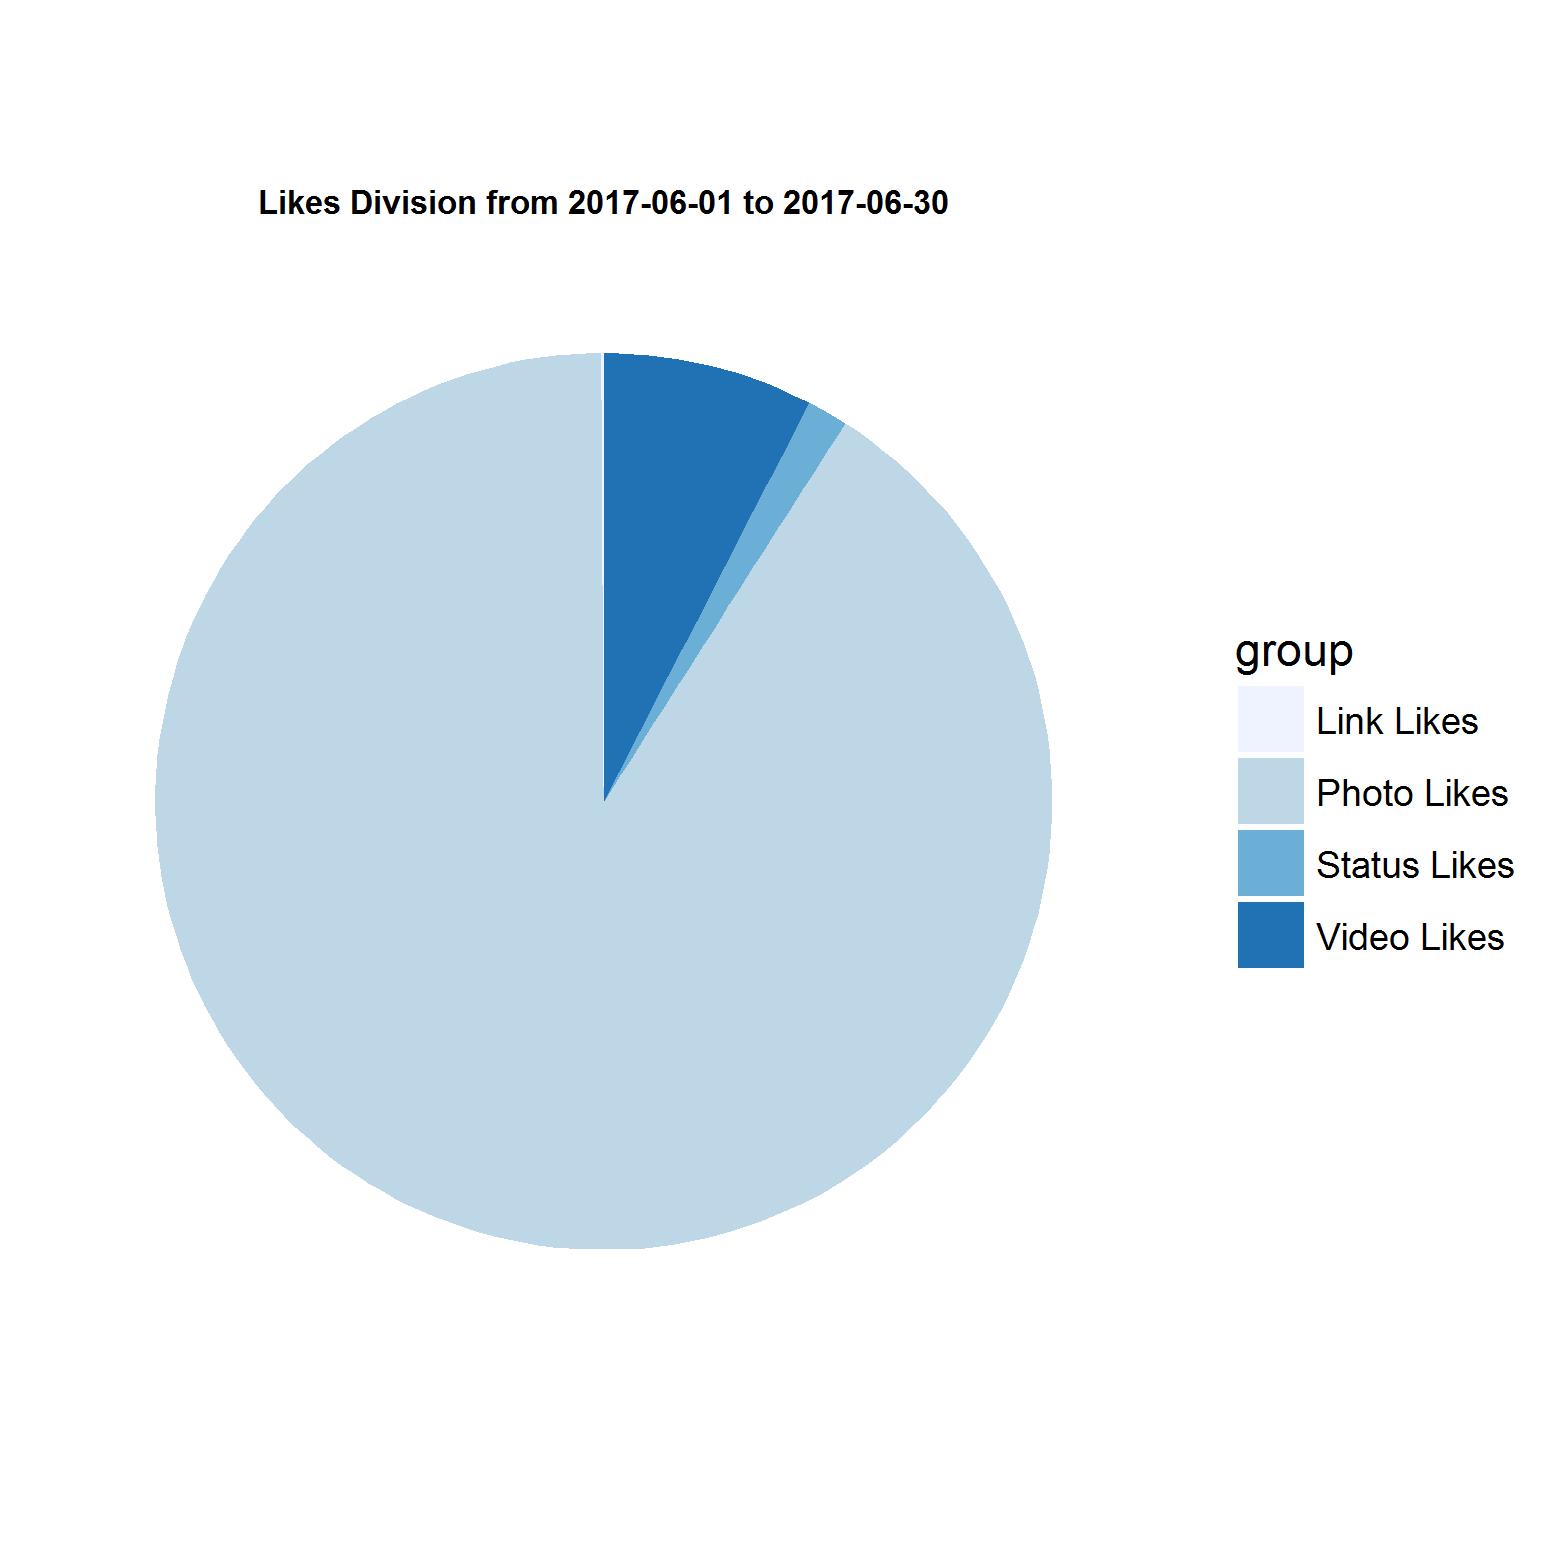 Likes Division from 2017-06-01 to 2017-06-30
group
Link Likes
Photo Likes
Status Likes
Video Likes